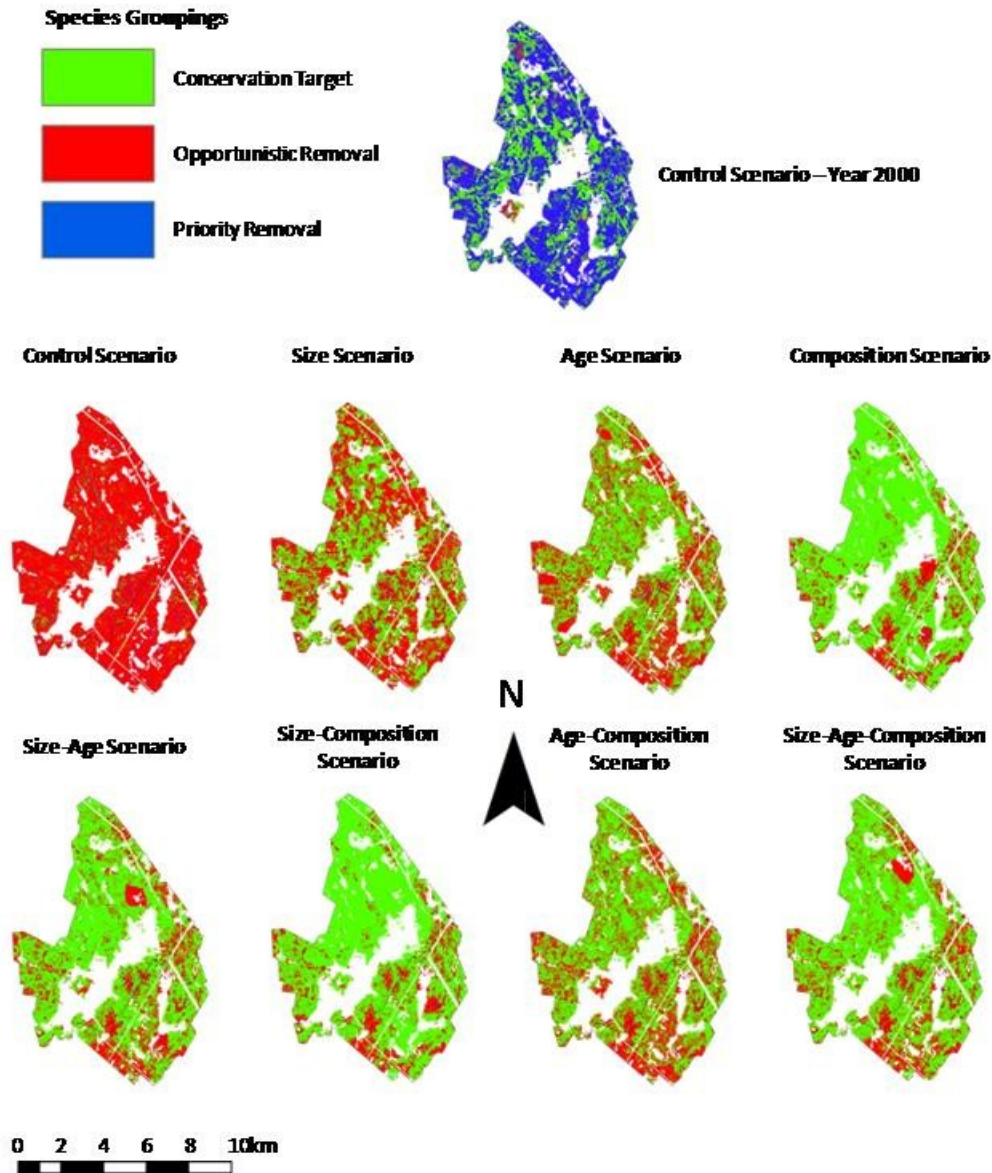 Species Groupings
Conservation Target
Opportunistic Removal
Priority Removal
Control Scenario – Year 2000
Control Scenario
Size Scenario
Age Scenario
Composition Scenario
N
Size-Age Scenario
Size-Composition
Scenario
Age-Composition
Scenario
Size-Age-Composition
Scenario
0 2 4 6 8 10km